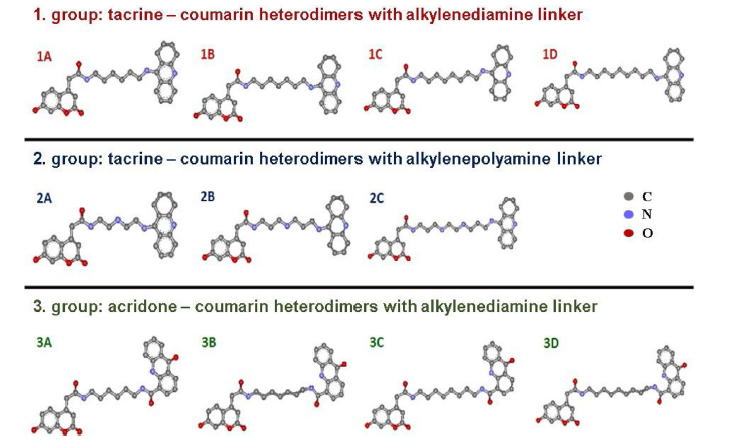 1. group: tacrine – coumarin heterodimers with alkylenediamine linker
1A 1B 1C 1D
2. group: tacrine – coumarin heterodimers with alkylenepolyamine linker
2A 2B 2C
C
N
O
3. group: acridone – coumarin heterodimers with alkylenediamine linker
3A 3B 3C 3D